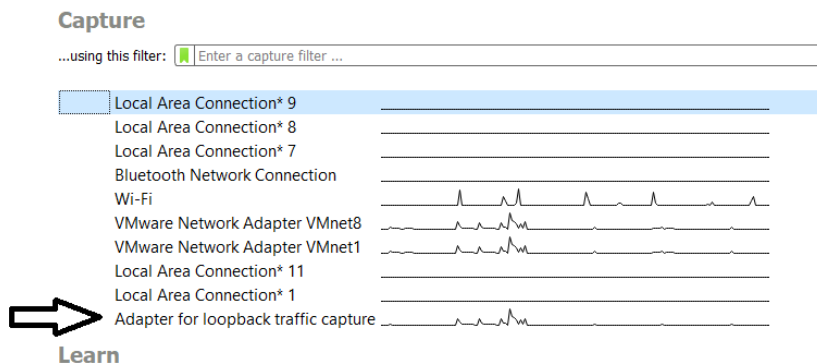 Capture
...using this filter: Enter a capture filter ...
Local Area Connection* 9
Local Area Connection* 8
Local Area Connection* 7
Bluetooth Network Connection
Wi-Fi
VMware Network Adapter VMnet8
VMware Network Adapter VMnet1
Local Area Connection* 11
Local Area Connection* 1
Adapter for loopback traffic capture
Learn